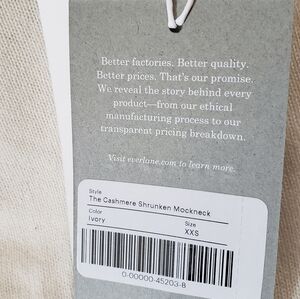 Better factories. Better quality.
Better prices. That's our promise.
We reveal the story behind every
product—from our ethical
manufacturing process to our
transparent pricing breakdown.
Visit everlane.com to learn more.
Style
The Cashmere Shrunken Mockneck
Color
Size
Ivory
XXS
0-00000-45203-8